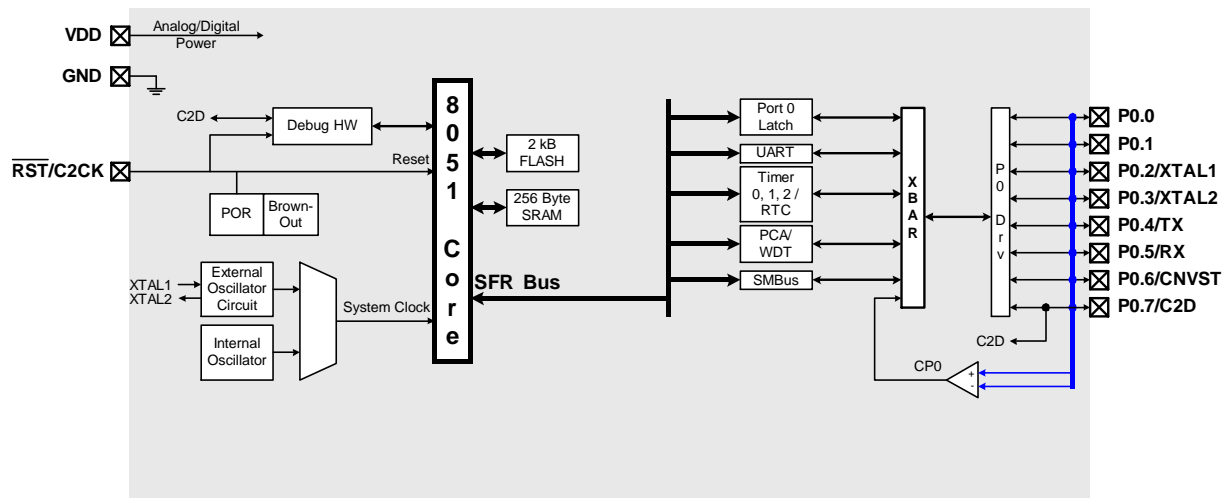 VDD
Analog/Digital
Power
GND
C2D
Debug HW
RST/C2CK
Reset
POR
Brown-
Out
XTAL1
XTAL2
External
Oscillator
Circuit
Internal
Oscillator
System Clock
8
0
5
1
C
o
r
e
2 kB
FLASH
256 Byte
SRAM
SFR Bus
Port 0
Latch
UART
Timer
0, 1, 2 /
RTC
PCA/
WDT
SMBus
X
B
A
R
P
0
D
r
v
C2D
CP0
+
-
P0.0
P0.1
P0.2/XTAL1
P0.3/XTAL2
P0.4/TX
P0.5/RX
P0.6/CNVST
P0.7/C2D